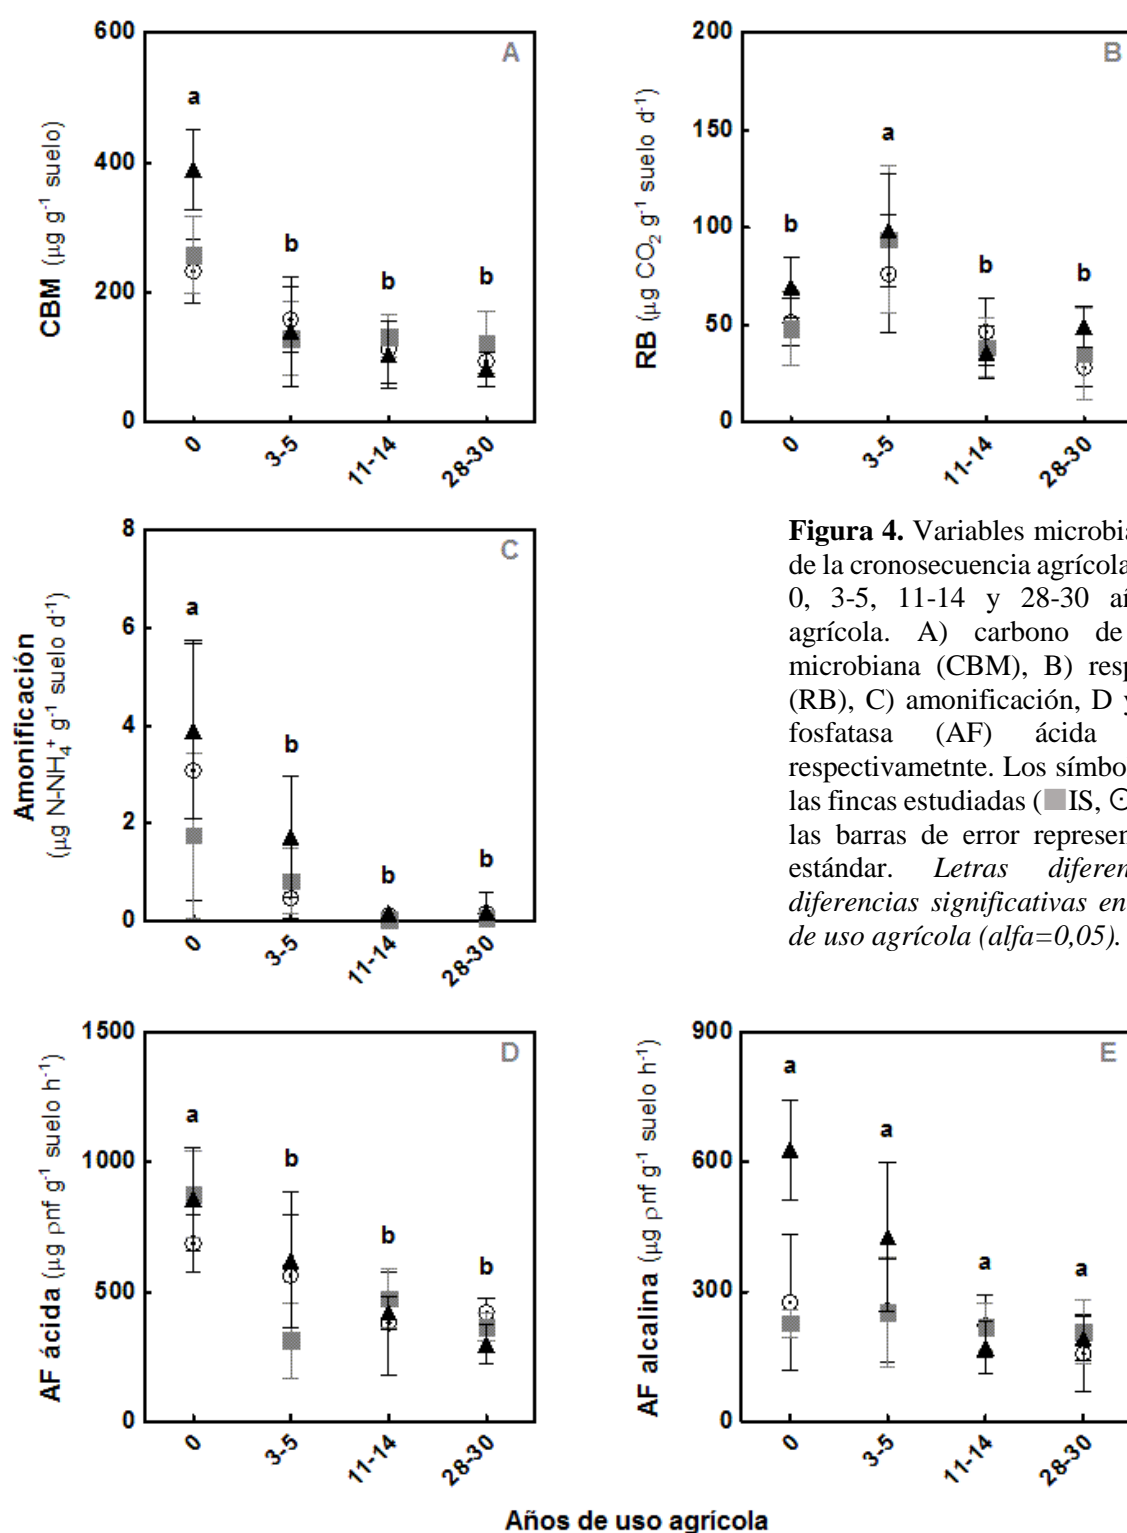 600
400
200
0
CBM (µg g⁻¹ suelo)
A
a
b
b
b
0
3-5
11-14
28-30
200
150
100
50
0
RB (µg CO₂ g⁻¹ suelo d⁻¹)
B
b
a
b
b
0
3-5
11-14
28-30
8
6
4
2
0
Amonificación
(µg N-NH₄⁺ g⁻¹ suelo d⁻¹)
C
a
b
b
b
0
3-5
11-14
28-30
Figura 4. Variables microbia
de la cronosecuencia agrícola
0, 3-5, 11-14 y 28-30 añ
agrícola. A) carbono de
microbiana (CBM), B) resp
(RB), C) amonificación, D y
fosfatasa (AF) ácida
respectivametnte. Los símbo
las fincas estudiadas (■IS, ⊙
las barras de error represen
estándar. Letras diferen
diferencias significativas en
de uso agrícola (alfa=0,05).
1500
1000
500
0
AF ácida (µg ρnf g⁻¹ suelo h⁻¹)
D
a
b
b
b
0
3-5
11-14
28-30
900
600
300
0
AF alcalina (µg ρnf g⁻¹ suelo h⁻¹)
E
a
a
a
a
0
3-5
11-14
28-30
Años de uso agrícola